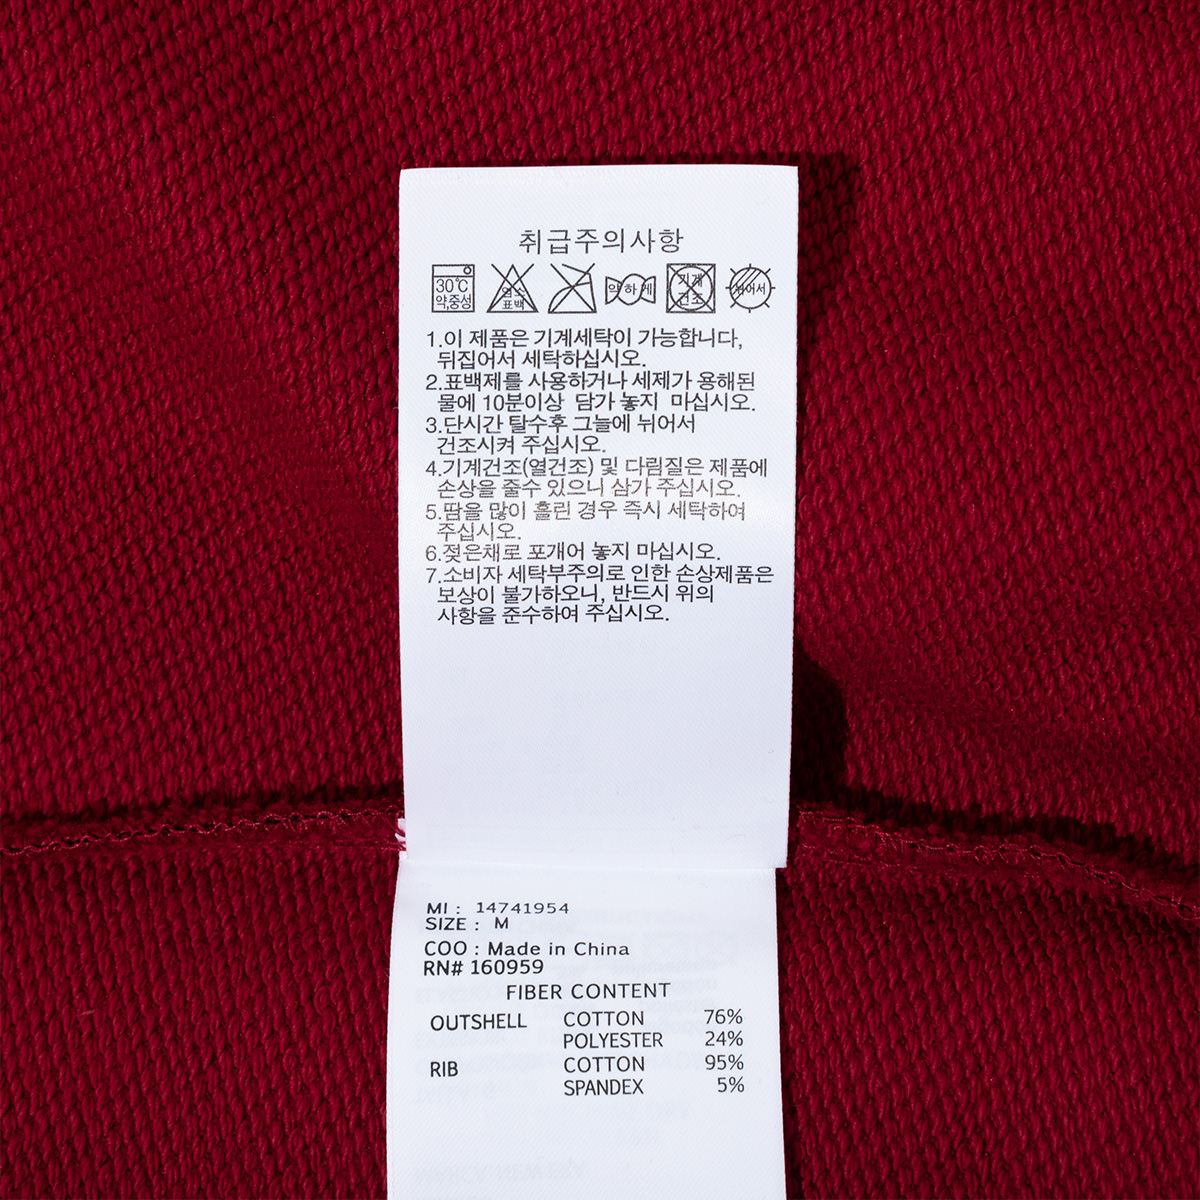 취급주의사항
30℃ 약중성 염소 표백 약하게 기계 건조 뉘어서
1.이 제품은 기계세탁이 가능합니다,
뒤집어서 세탁하십시오.
2.표백제를 사용하거나 세제가 용해된
물에 10분이상 담가 놓지 마십시오.
3.단시간 탈수후 그늘에 뉘어서
건조시켜 주십시오.
4.기계건조(열건조) 및 다림질은 제품에
손상을 줄수 있으니 삼가 주십시오.
5.땀을 많이 흘린 경우 즉시 세탁하여
주십시오.
6.젖은채로 포개어 놓지 마십시오.
7.소비자 세탁부주의로 인한 손상제품은
보상이 불가하오니, 반드시 위의
사항을 준수하여 주십시오.
MI : 14741954
SIZE : M
COO : Made in China
RN# 160959
FIBER CONTENT
OUTSHELL COTTON 76%
POLYESTER 24%
RIB COTTON 95%
SPANDEX 5%